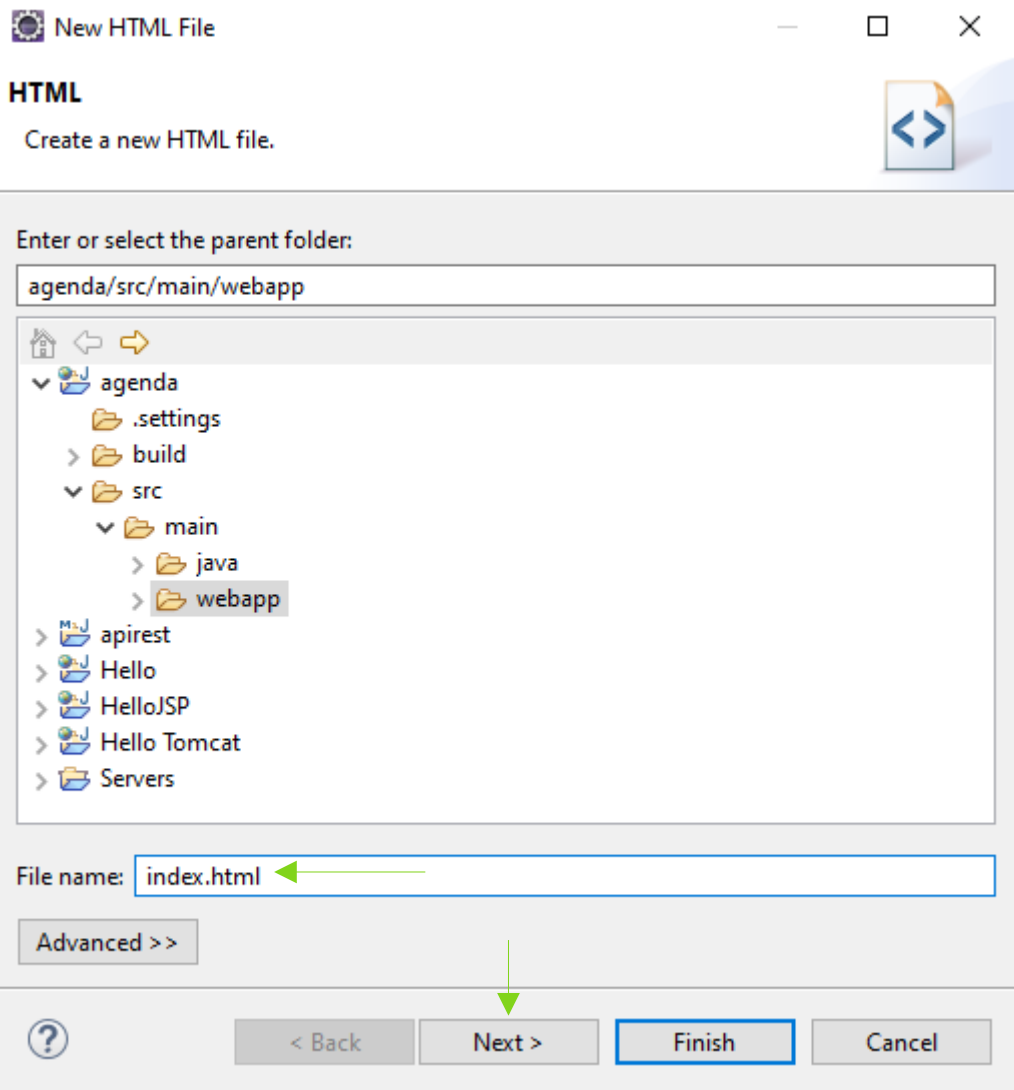 New HTML File
HTML
Create a new HTML file.
Enter or select the parent folder:
agenda/src/main/webapp
agenda
.settings
build
src
main
java
webapp
apirest
Hello
HelloJSP
Hello Tomcat
Servers
File name: index.html
Advanced >>
? < Back Next > Finish Cancel